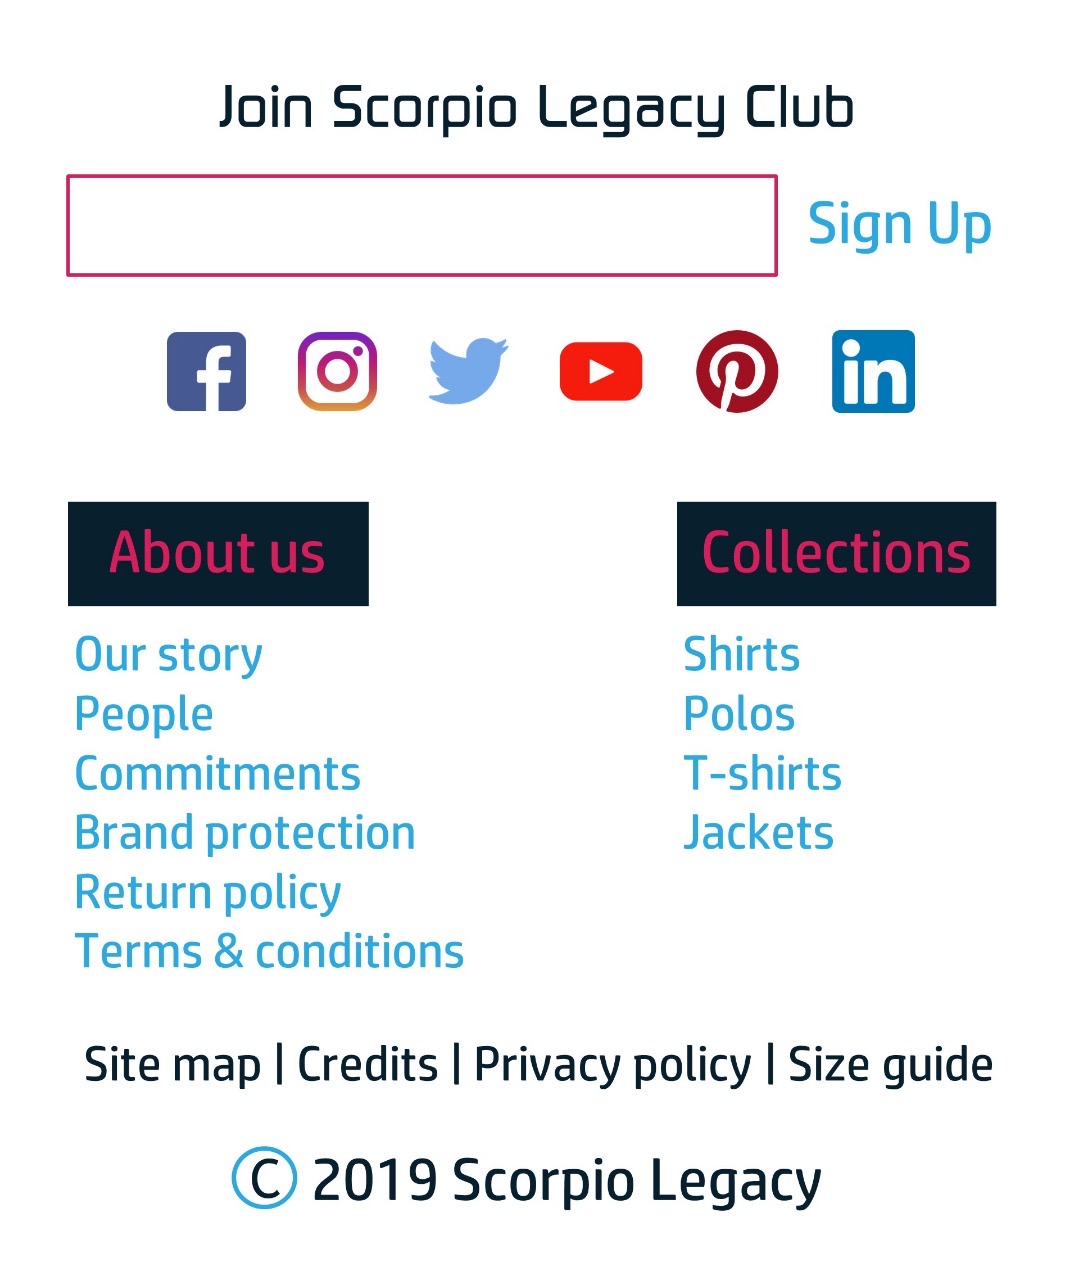 Join Scorpio Legacy Club
Sign Up
About us
Our story
People
Commitments
Brand protection
Return policy
Terms & conditions
Collections
Shirts
Polos
T-shirts
Jackets
Site map | Credits | Privacy policy | Size guide
© 2019 Scorpio Legacy